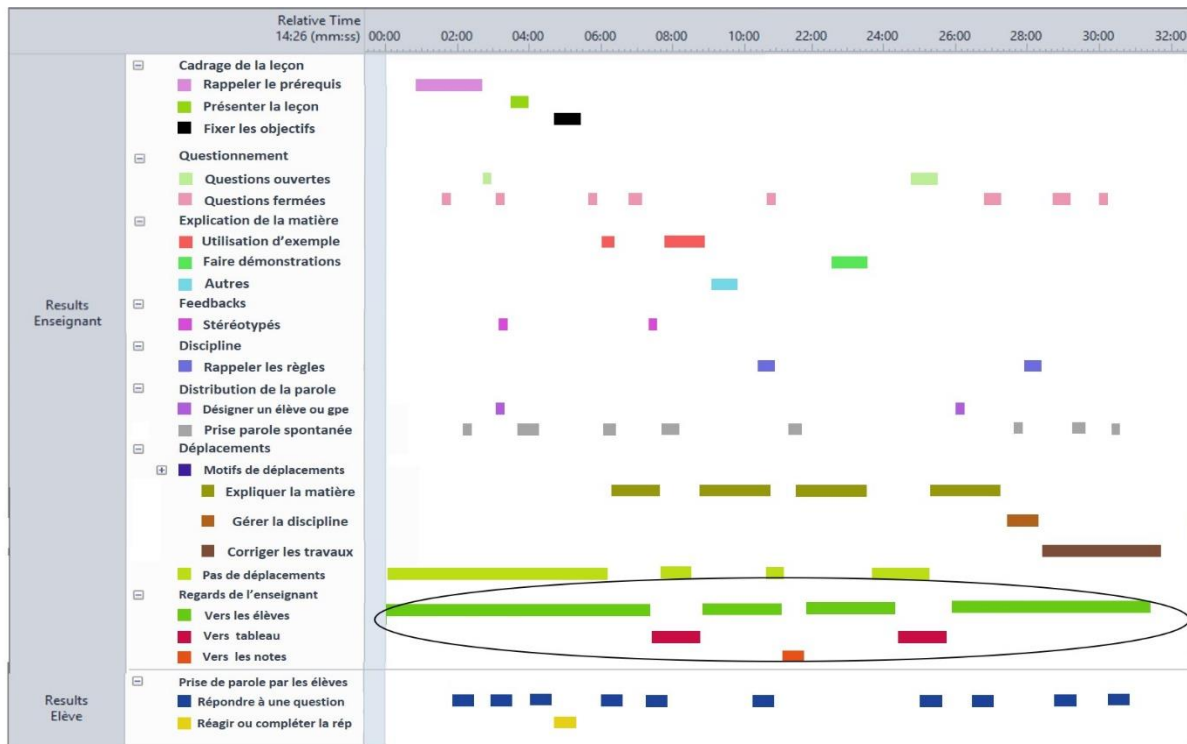 Relative Time
14:26 (mm:ss)
00:00 02:00 04:00 06:00 08:00 10:00 22:00 24:00 26:00 28:00 30:00 32:00
Results
Enseignant
Cadrage de la leçon
Rappeler le prérequis
Présenter la leçon
Fixer les objectifs
Questionnement
Questions ouvertes
Questions fermées
Explication de la matière
Utilisation d'exemple
Faire démonstrations
Autres
Feedbacks
Stéréotypés
Discipline
Rappeler les règles
Distribution de la parole
Désigner un élève ou gpe
Prise parole spontanée
Déplacements
Motifs de déplacements
Expliquer la matière
Gérer la discipline
Corriger les travaux
Pas de déplacements
Regards de l'enseignant
Vers les élèves
Vers tableau
Vers les notes
Results
Elève
Prise de parole par les élèves
Répondre à une question
Réagir ou compléter la rép